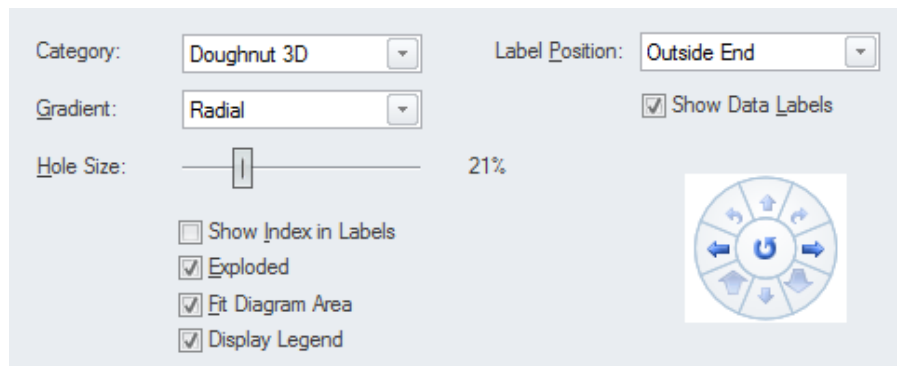 Category: Doughnut 3D
Gradient: Radial
Hole Size: 21%
Show Index in Labels
Exploded
Fit Diagram Area
Display Legend
Label Position: Outside End
Show Data Labels